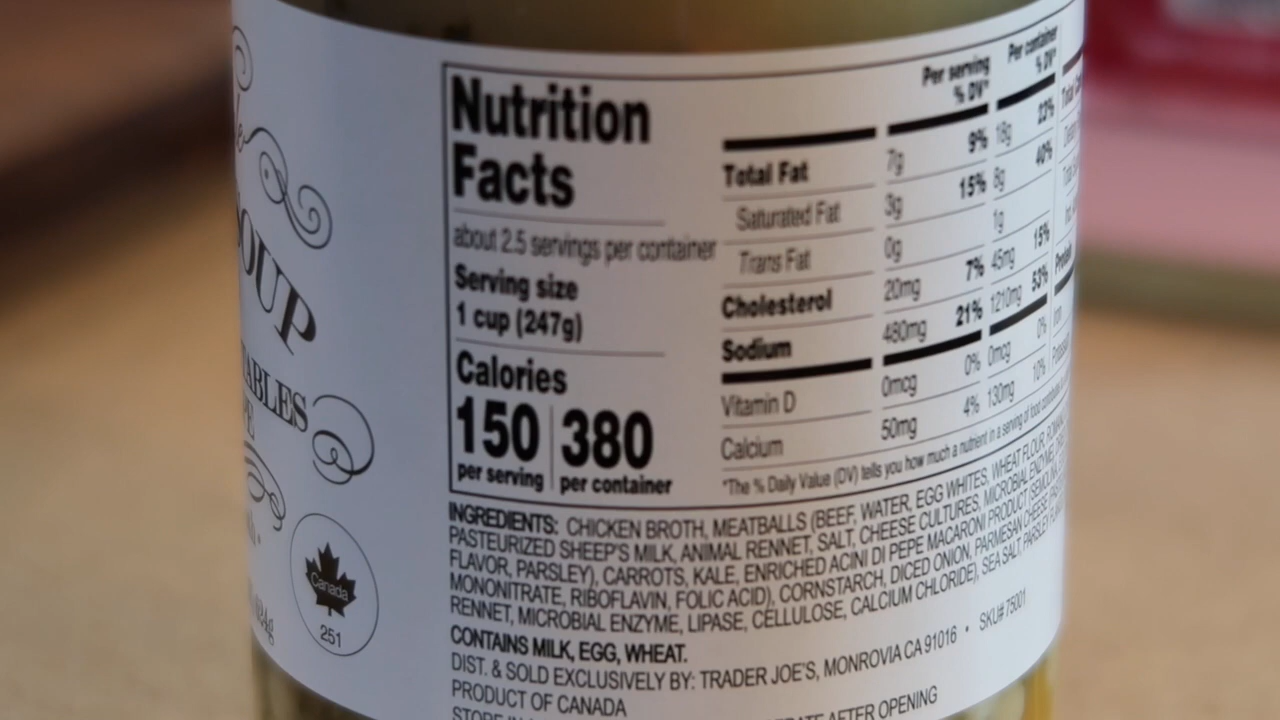 SOUP
TABLES
Canada
251
Nutrition
Facts
about 2.5 servings per container
Serving size
1 cup (247g)
Calories
150 380
per serving per container
Per serving Per container
% DV* % DV*
Total Fat 7g 9% 18g 23%
Saturated Fat 3g 15% 8g 40%
Trans Fat 0g 1g
Cholesterol 20mg 7% 45mg 15%
Sodium 480mg 21% 1210mg 53%
Vitamin D 0mcg 0% 0mcg 0%
Calcium 50mg 4% 130mg 10%
Total
Protein
Iron
*The % Daily Value (DV) tells you how much a nutrient in a serving of food
INGREDIENTS: CHICKEN BROTH, MEATBALLS (BEEF, WATER, EGG WHITES, WHEAT FLOUR,
PASTEURIZED SHEEP'S MILK, ANIMAL RENNET, SALT, CHEESE CULTURES, MICROBIAL ENZYME,
FLAVOR, PARSLEY), CARROTS, KALE, ENRICHED ACINI DI PEPE MACARONI PRODUCT (SEMOLINA,
MONONITRATE, RIBOFLAVIN, FOLIC ACID), CORNSTARCH, DICED ONION, PARMESAN CHEESE
RENNET, MICROBIAL ENZYME, LIPASE, CELLULOSE, CALCIUM CHLORIDE), SEA SALT, PARSLEY
CONTAINS MILK, EGG, WHEAT.
DIST. & SOLD EXCLUSIVELY BY: TRADER JOE'S, MONROVIA CA 91016 • SKU# 75001
PRODUCT OF CANADA
AFTER OPENING